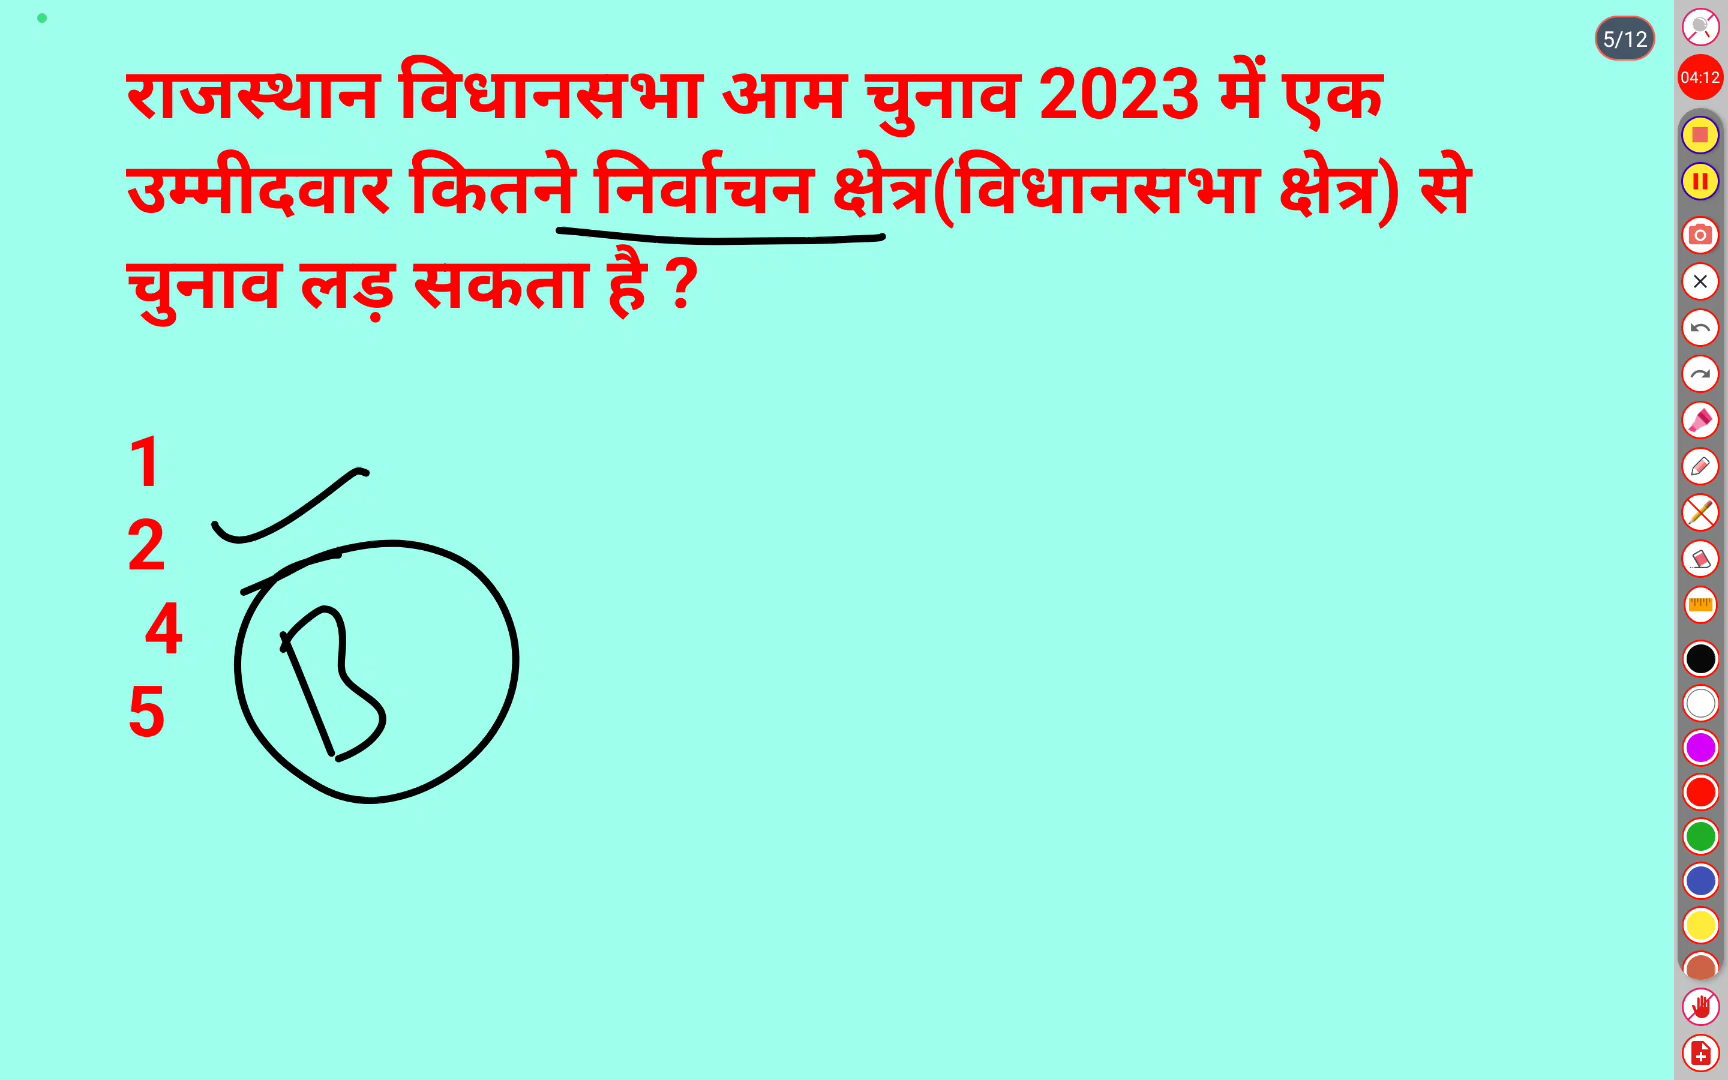 राजस्थान विधानसभा आम चुनाव 2023 में एक
उम्मीदवार कितने निर्वाचन क्षेत्र(विधानसभा क्षेत्र) से
चुनाव लड़ सकता है ?
1
2
4
5
B
5/12
04:12